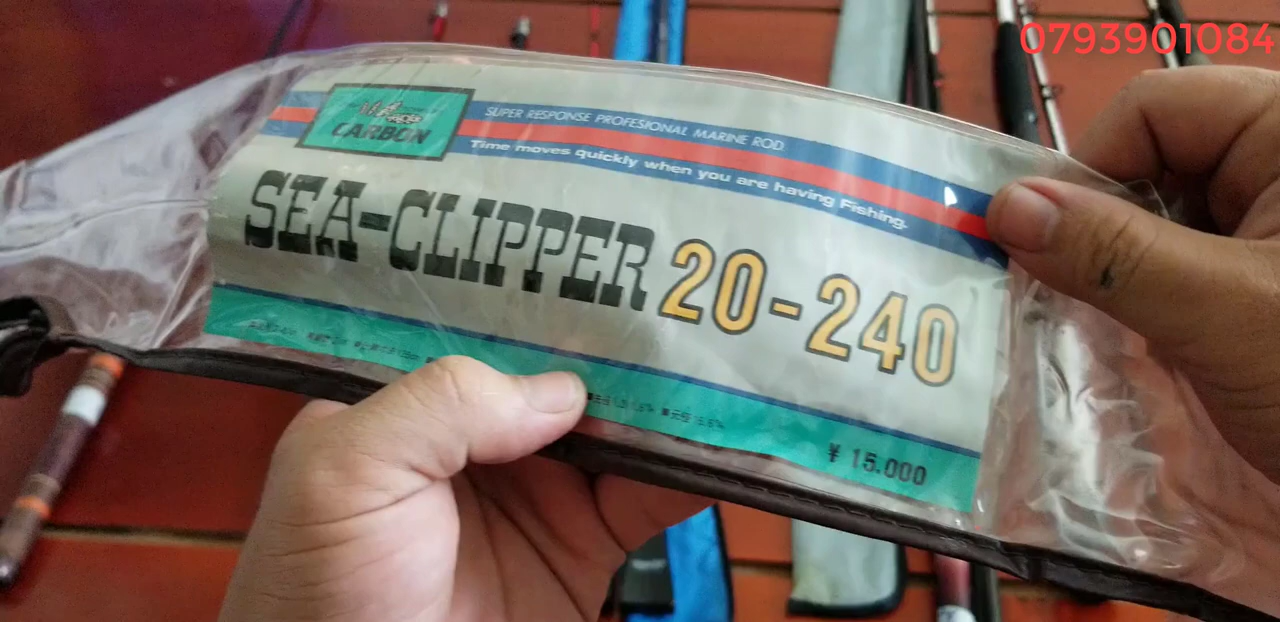 0793901084
CARBON
SUPER RESPONSE PROFESIONAL MARINE ROD
Time moves quickly when you are having Fishing.
SEA-CLIPPER 20-240
¥ 15.000